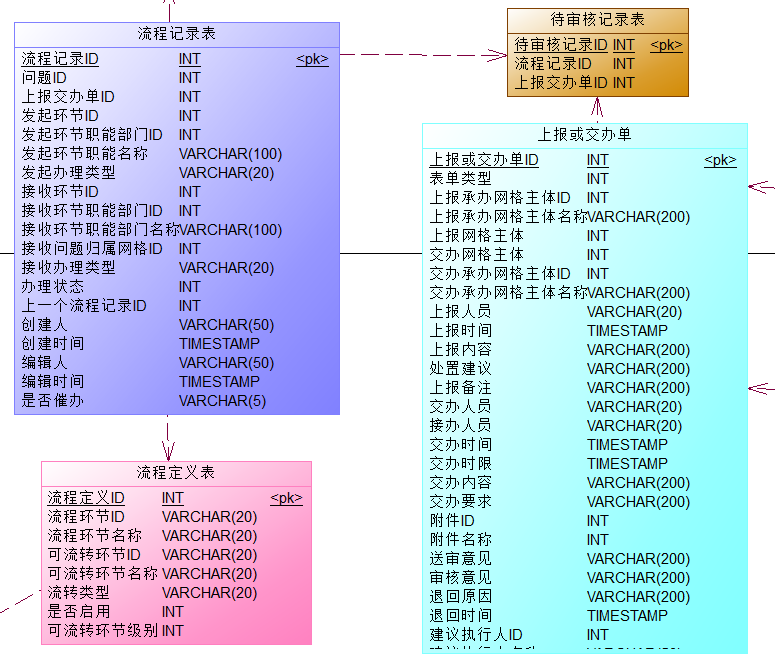 流程记录表
流程记录ID INT <pk>
问题ID INT
上报交办单ID INT
发起环节ID INT
发起环节职能部门ID INT
发起环节职能名称 VARCHAR(100)
发起办理类型 VARCHAR(20)
接收环节ID INT
接收环节职能部门ID INT
接收环节职能部门名称VARCHAR(100)
接收问题归属网格ID INT
接收办理类型 VARCHAR(20)
办理状态 INT
上一个流程记录ID INT
创建人 VARCHAR(50)
创建时间 TIMESTAMP
编辑人 VARCHAR(50)
编辑时间 TIMESTAMP
是否催办 VARCHAR(5)
待审核记录表
待审核记录ID INT <pk>
流程记录ID INT
上报交办单ID INT
上报或交办单
上报或交办单ID INT <pk>
表单类型 INT
上报承办网格主体ID INT
上报承办网格主体名称VARCHAR(200)
上报网格主体 INT
交办网格主体 INT
交办承办网格主体ID INT
交办承办网格主体名称VARCHAR(200)
上报人员 VARCHAR(20)
上报时间 TIMESTAMP
上报内容 VARCHAR(200)
处置建议 VARCHAR(200)
上报备注 VARCHAR(200)
交办人员 VARCHAR(20)
接办人员 VARCHAR(20)
交办时间 TIMESTAMP
交办时限 TIMESTAMP
交办内容 VARCHAR(200)
交办要求 VARCHAR(200)
附件ID INT
附件名称 INT
送审意见 VARCHAR(200)
审核意见 VARCHAR(200)
退回原因 VARCHAR(200)
退回时间 TIMESTAMP
建议执行人ID INT
流程定义表
流程定义ID INT <pk>
流程环节ID VARCHAR(20)
流程环节名称 VARCHAR(20)
可流转环节ID VARCHAR(20)
可流转环节名称 VARCHAR(20)
流转类型 VARCHAR(20)
是否启用 INT
可流转环节级别 INT